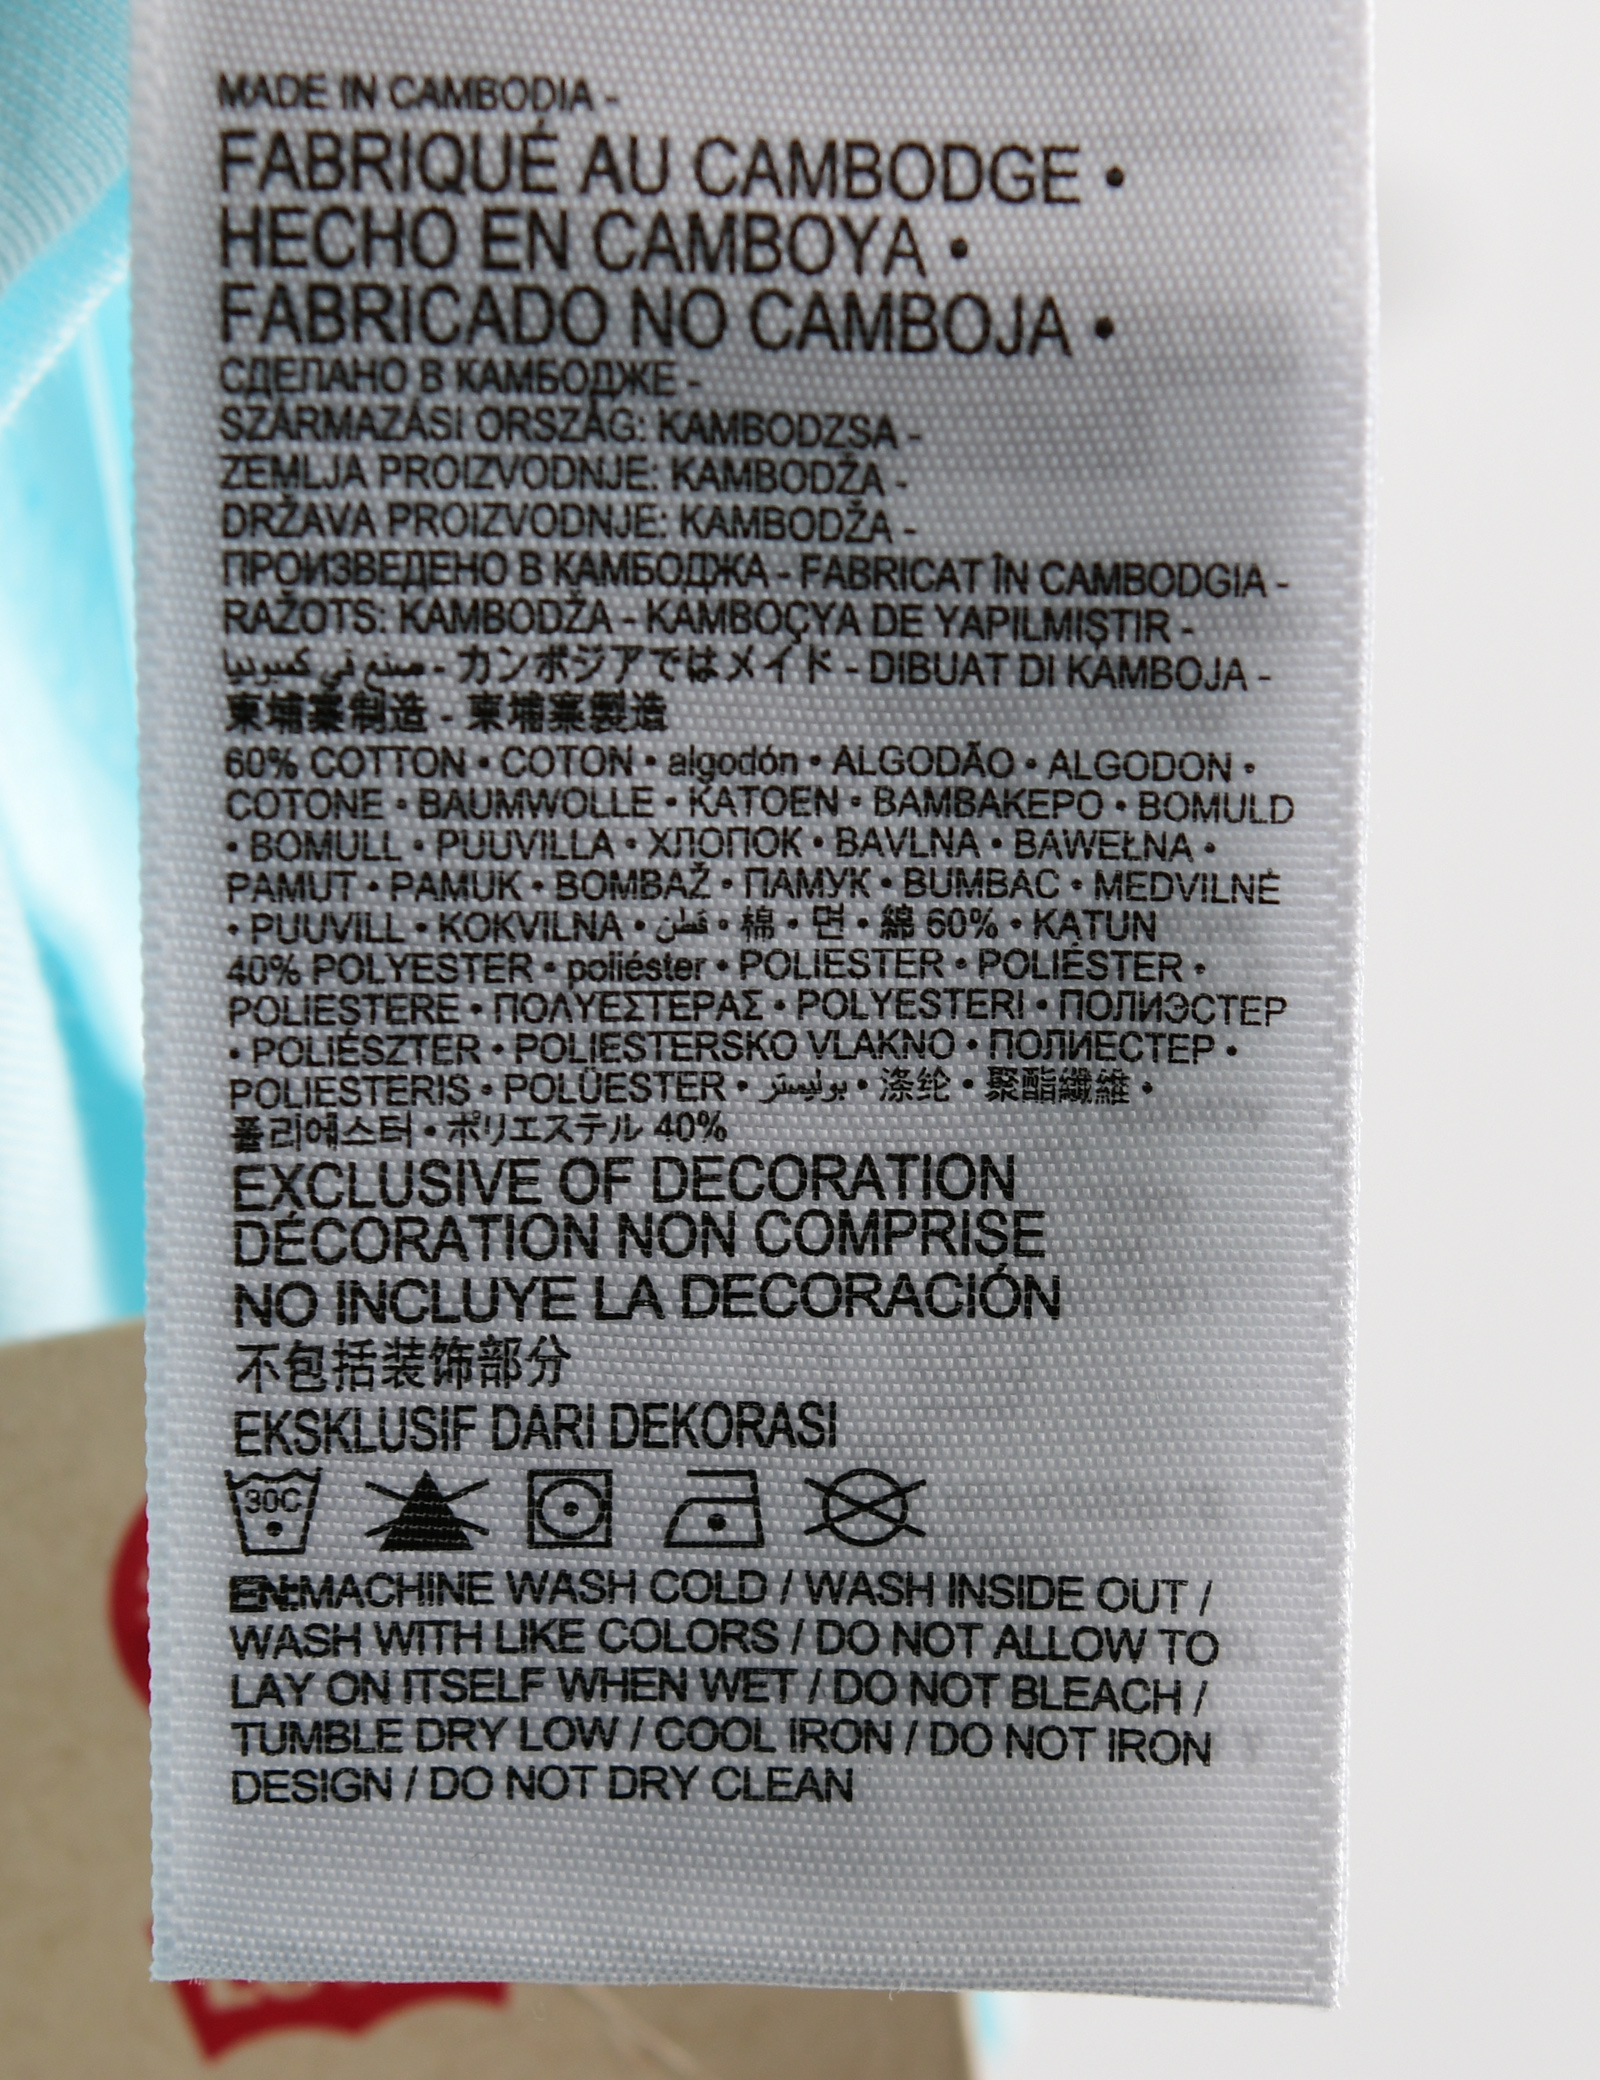 MADE IN CAMBODIA -
FABRIQUÉ AU CAMBODGE •
HECHO EN CAMBOYA •
FABRICADO NO CAMBOJA •
СДЕЛАНО В КАМБОДЖЕ -
SZÁRMAZÁSI ORSZÁG: KAMBODZSA -
ZEMLJA PROIZVODNJE: KAMBODŽA -
DRŽAVA PROIZVODNJE: KAMBODŽA -
ПРОИЗВЕДЕНО В КАМБОДЖА - FABRICAT ÎN CAMBODGIA -
RAŽOTS: KAMBODŽA - KAMBOÇYA DE YAPILMIŞTIR -
صنع في كمبوديا - カンボジアではメイド - DIBUAT DI KAMBOJA -
柬埔寨制造 - 柬埔寨製造
60% COTTON • COTON • algodón • ALGODÃO • ALGODON •
COTONE • BAUMWOLLE • KATOEN • ΒΑΜΒΑΚΕΡΟ • BOMULD
• BOMULL • PUUVILLA • ХЛОПОК • BAVLNA • BAWEŁNA •
PAMUT • PAMUK • BOMBAŽ • ПАМУК • BUMBAC • MEDVILNÉ
• PUUVILL • KOKVILNA • قطن • 棉 • 면 • 綿 60% • KATUN
40% POLYESTER • poliéster • POLIESTER • POLIÉSTER •
POLIESTERE • ΠΟΛΥΕΣΤΕΡΑΣ • POLYESTERI • ПОЛИЭСТЕР
• POLIÉSZTER • POLIESTERSKO VLAKNO • ПОЛИЕСТЕР •
POLIESTERIS • POLÜESTER • بوليستر • 涤纶 • 聚酯纖維 •
폴리에스터 • ポリエステル 40%
EXCLUSIVE OF DECORATION
DÉCORATION NON COMPRISE
NO INCLUYE LA DECORACIÓN
不包括装饰部分
EKSKLUSIF DARI DEKORASI
30C
EN:MACHINE WASH COLD / WASH INSIDE OUT /
WASH WITH LIKE COLORS / DO NOT ALLOW TO
LAY ON ITSELF WHEN WET / DO NOT BLEACH /
TUMBLE DRY LOW / COOL IRON / DO NOT IRON
DESIGN / DO NOT DRY CLEAN